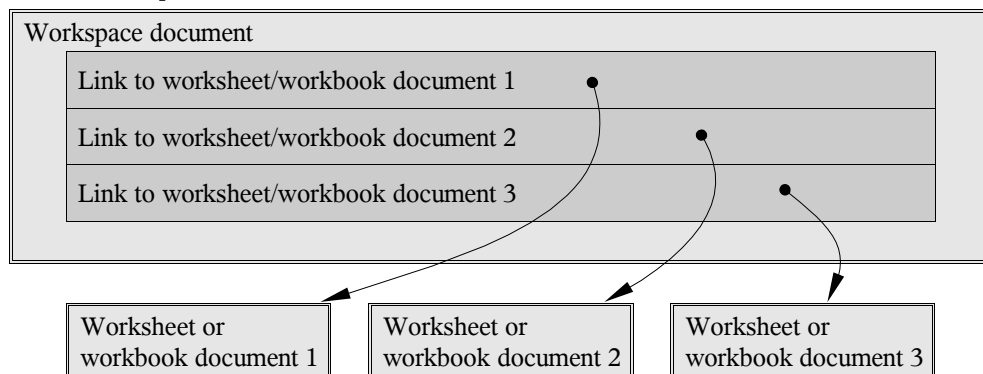 Workspace document
Link to worksheet/workbook document 1
Link to worksheet/workbook document 2
Link to worksheet/workbook document 3
Worksheet or
workbook document 1
Worksheet or
workbook document 2
Worksheet or
workbook document 3